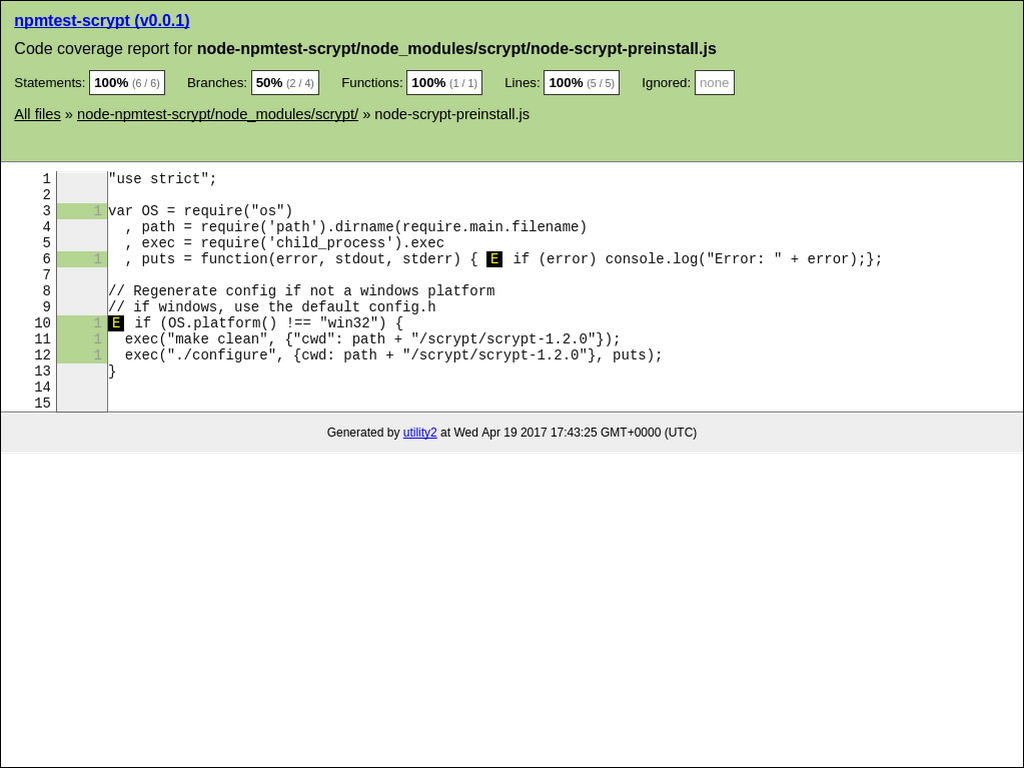 npmtest-scrypt (v0.0.1)
Code coverage report for node-npmtest-scrypt/node_modules/scrypt/node-scrypt-preinstall.js
Statements: 100% (6 / 6) Branches: 50% (2 / 4) Functions: 100% (1 / 1) Lines: 100% (5 / 5) Ignored: none
All files » node-npmtest-scrypt/node_modules/scrypt/ » node-scrypt-preinstall.js
1 "use strict";
2
3 1 var OS = require("os")
4 , path = require('path').dirname(require.main.filename)
5 , exec = require('child_process').exec
6 1 , puts = function(error, stdout, stderr) { E if (error) console.log("Error: " + error);};
7
8 // Regenerate config if not a windows platform
9 // if windows, use the default config.h
10 1 E if (OS.platform() !== "win32") {
11 1 exec("make clean", {"cwd": path + "/scrypt/scrypt-1.2.0"});
12 1 exec("./configure", {cwd: path + "/scrypt/scrypt-1.2.0"}, puts);
13 }
14
15
Generated by utility2 at Wed Apr 19 2017 17:43:25 GMT+0000 (UTC)